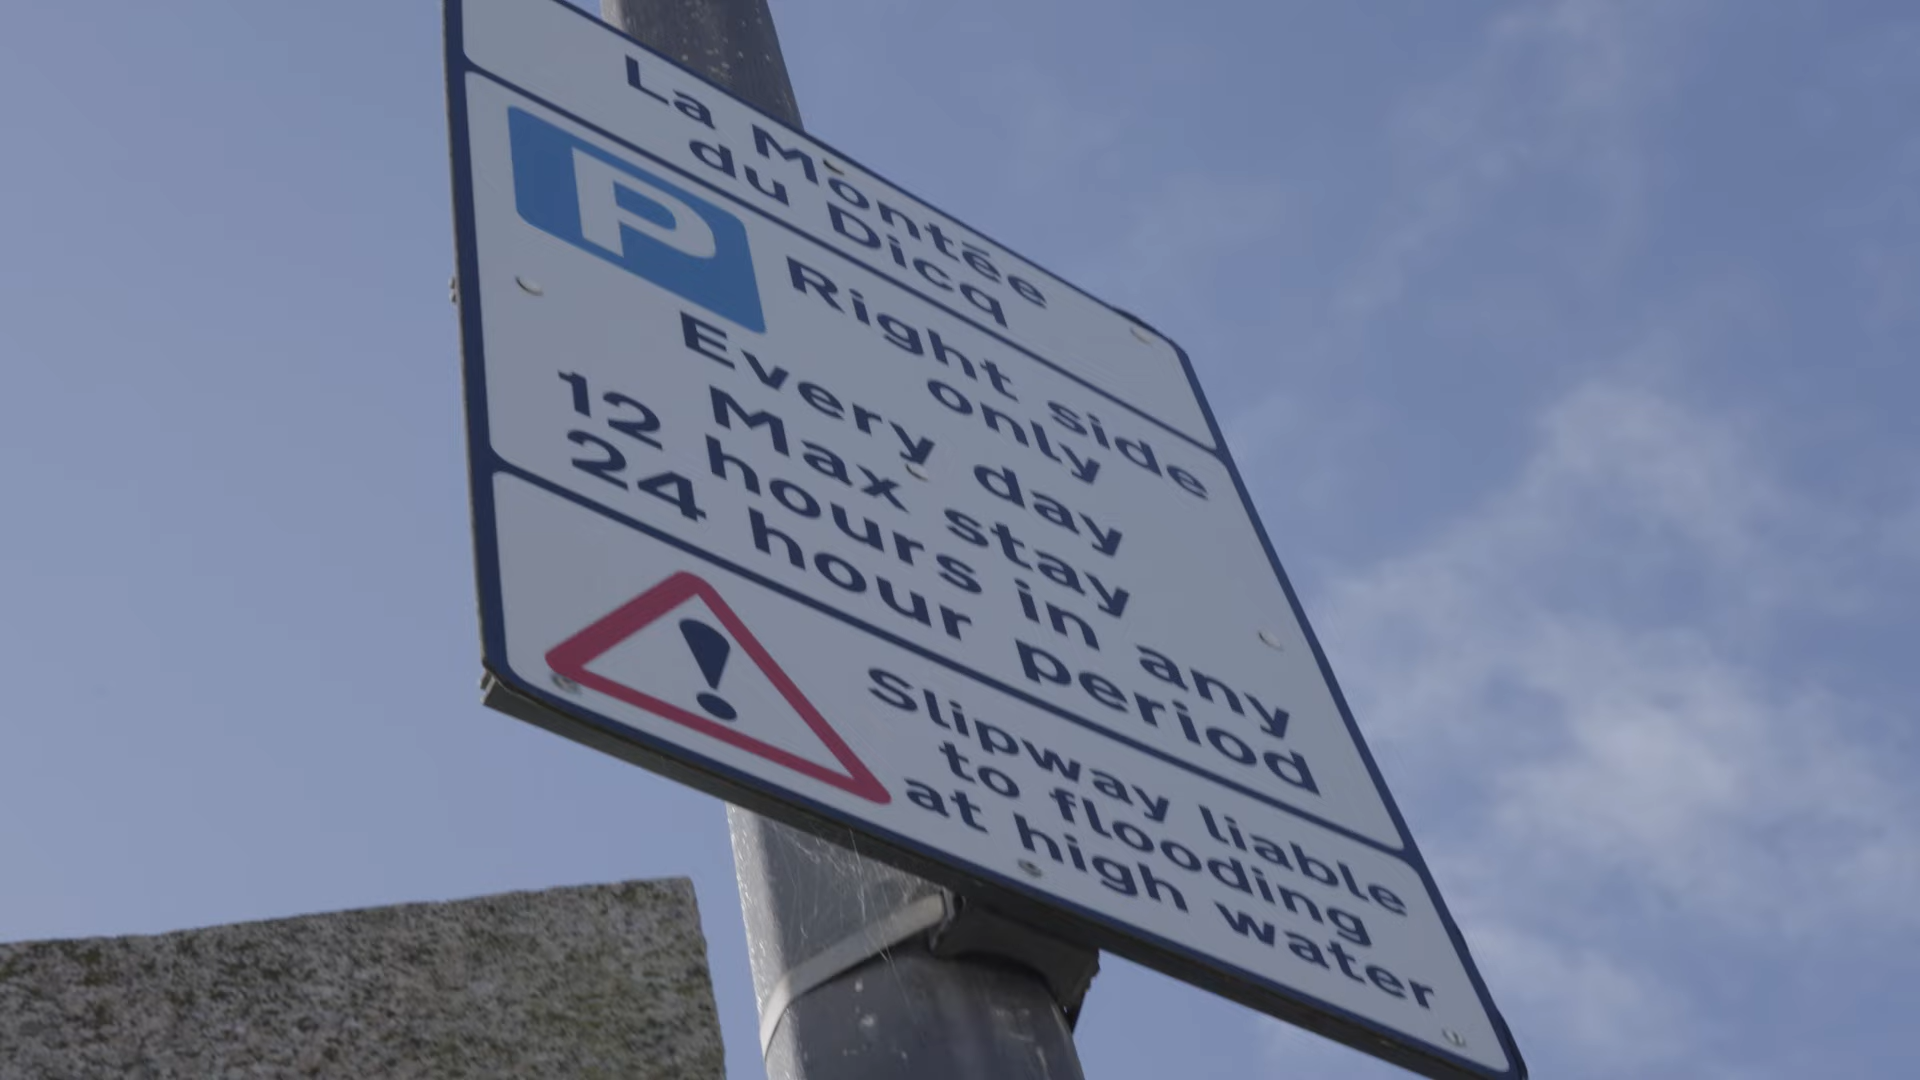 La Montée
du Dicq
P
Right side
only
Every day
Max stay
12 hours in any
24 hour period
!
Slipway liable
to flooding
at high water